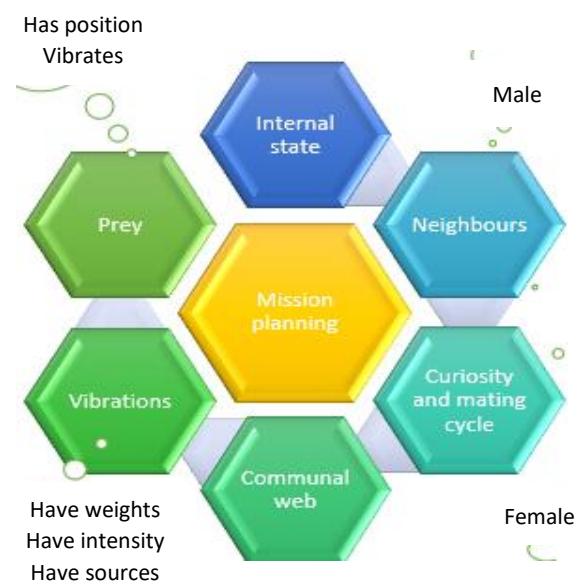 Has position
Vibrates
Male
Internal
state
Prey
Neighbours
Mission
planning
Vibrations
Curiosity
and mating
cycle
Communal
web
Have weights
Have intensity
Have sources
Female